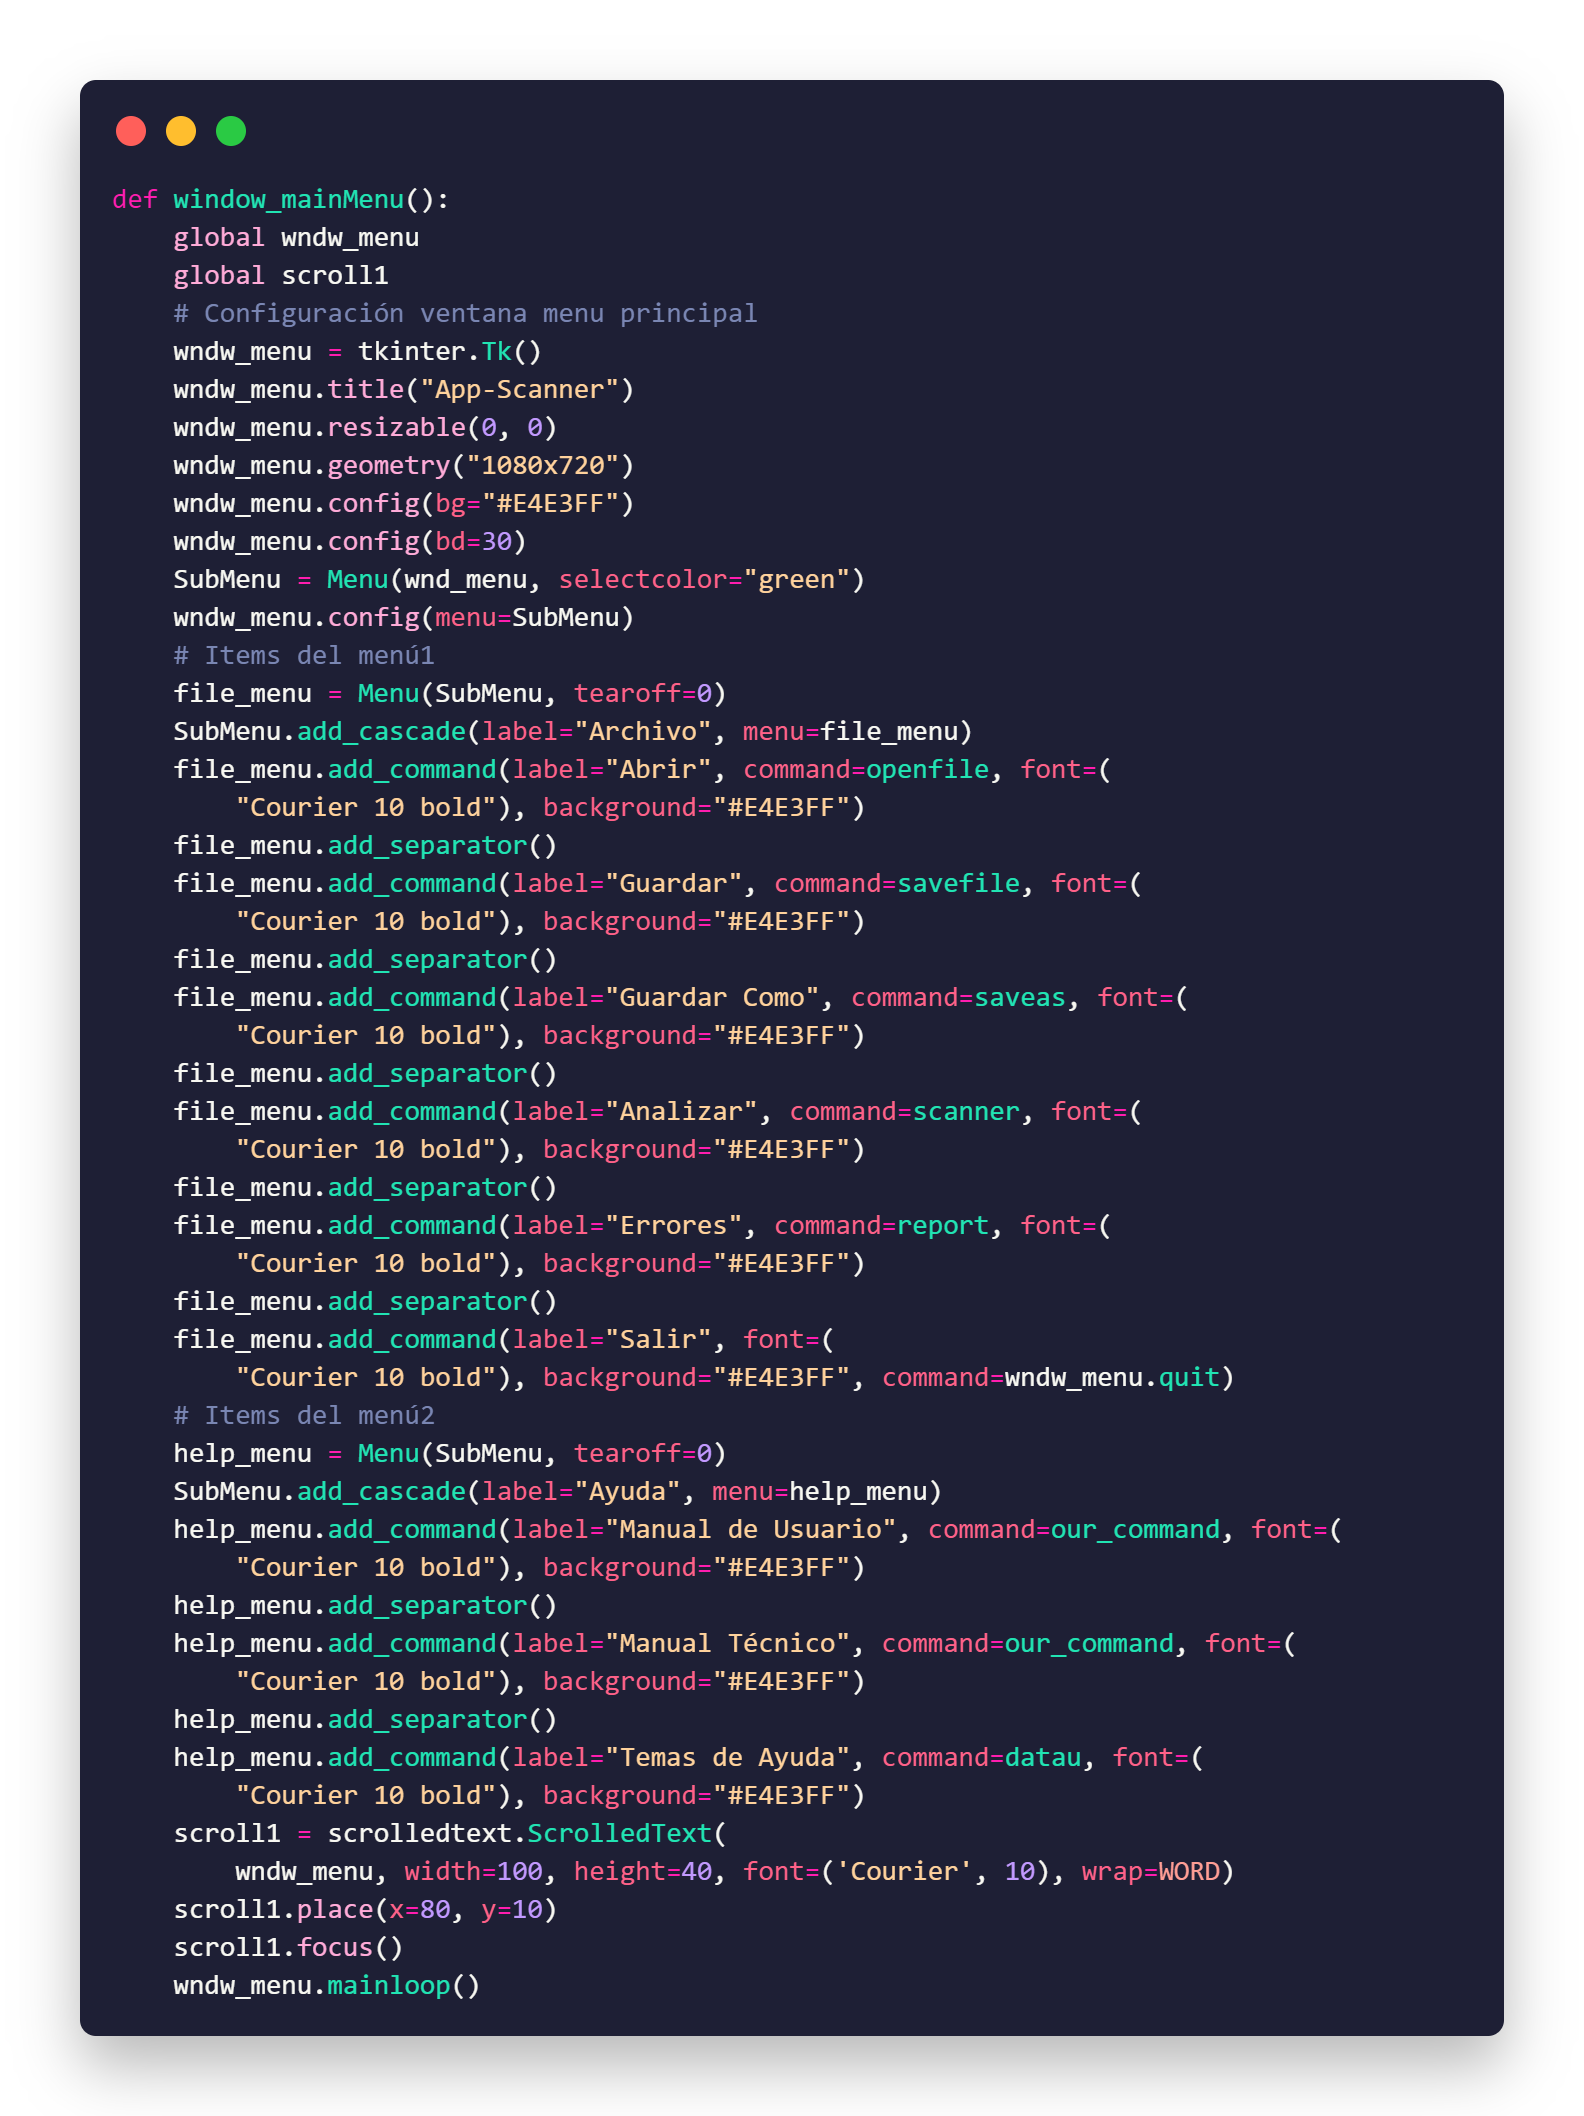 def window_mainMenu():
    global wndw_menu
    global scroll1
    # Configuración ventana menu principal
    wndw_menu = tkinter.Tk()
    wndw_menu.title("App-Scanner")
    wndw_menu.resizable(0, 0)
    wndw_menu.geometry("1080x720")
    wndw_menu.config(bg="#E4E3FF")
    wndw_menu.config(bd=30)
    SubMenu = Menu(wnd_menu, selectcolor="green")
    wndw_menu.config(menu=SubMenu)
    # Items del menú1
    file_menu = Menu(SubMenu, tearoff=0)
    SubMenu.add_cascade(label="Archivo", menu=file_menu)
    file_menu.add_command(label="Abrir", command=openfile, font=(
        "Courier 10 bold"), background="#E4E3FF")
    file_menu.add_separator()
    file_menu.add_command(label="Guardar", command=savefile, font=(
        "Courier 10 bold"), background="#E4E3FF")
    file_menu.add_separator()
    file_menu.add_command(label="Guardar Como", command=saveas, font=(
        "Courier 10 bold"), background="#E4E3FF")
    file_menu.add_separator()
    file_menu.add_command(label="Analizar", command=scanner, font=(
        "Courier 10 bold"), background="#E4E3FF")
    file_menu.add_separator()
    file_menu.add_command(label="Errores", command=report, font=(
        "Courier 10 bold"), background="#E4E3FF")
    file_menu.add_separator()
    file_menu.add_command(label="Salir", font=(
        "Courier 10 bold"), background="#E4E3FF", command=wndw_menu.quit)
    # Items del menú2
    help_menu = Menu(SubMenu, tearoff=0)
    SubMenu.add_cascade(label="Ayuda", menu=help_menu)
    help_menu.add_command(label="Manual de Usuario", command=our_command, font=(
        "Courier 10 bold"), background="#E4E3FF")
    help_menu.add_separator()
    help_menu.add_command(label="Manual Técnico", command=our_command, font=(
        "Courier 10 bold"), background="#E4E3FF")
    help_menu.add_separator()
    help_menu.add_command(label="Temas de Ayuda", command=datau, font=(
        "Courier 10 bold"), background="#E4E3FF")
    scroll1 = scrolledtext.ScrolledText(
        wndw_menu, width=100, height=40, font=('Courier', 10), wrap=WORD)
    scroll1.place(x=80, y=10)
    scroll1.focus()
    wndw_menu.mainloop()